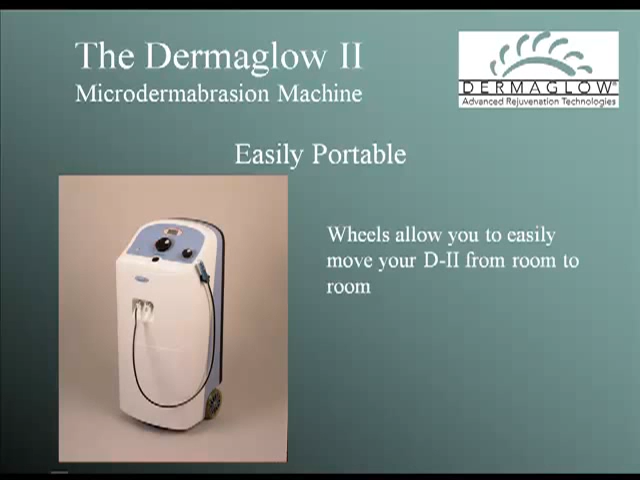 The Dermaglow II
Microdermabrasion Machine
DERMAGLOW®
Advanced Rejuvenation Technologies
Easily Portable
Wheels allow you to easily
move your D-II from room to
room